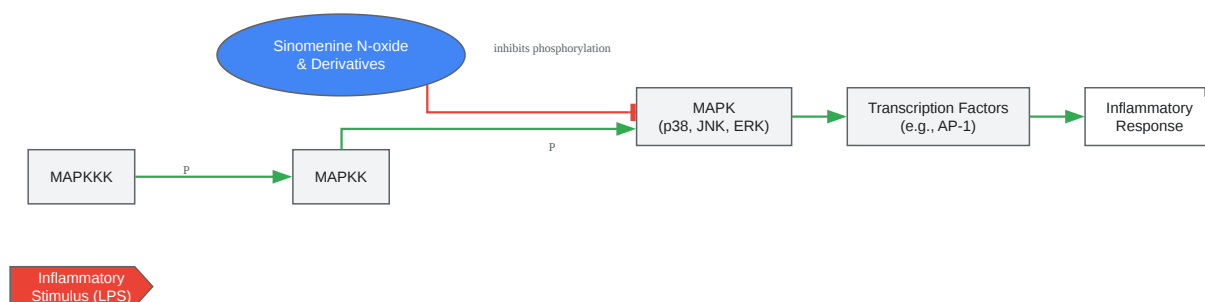 Sinomenine N-oxide
& Derivatives
inhibits phosphorylation
MAPK
(p38, JNK, ERK)
Transcription Factors
(e.g., AP-1)
Inflammatory
Response
P
MAPKKK
P
MAPKK
Inflammatory
Stimulus (LPS)